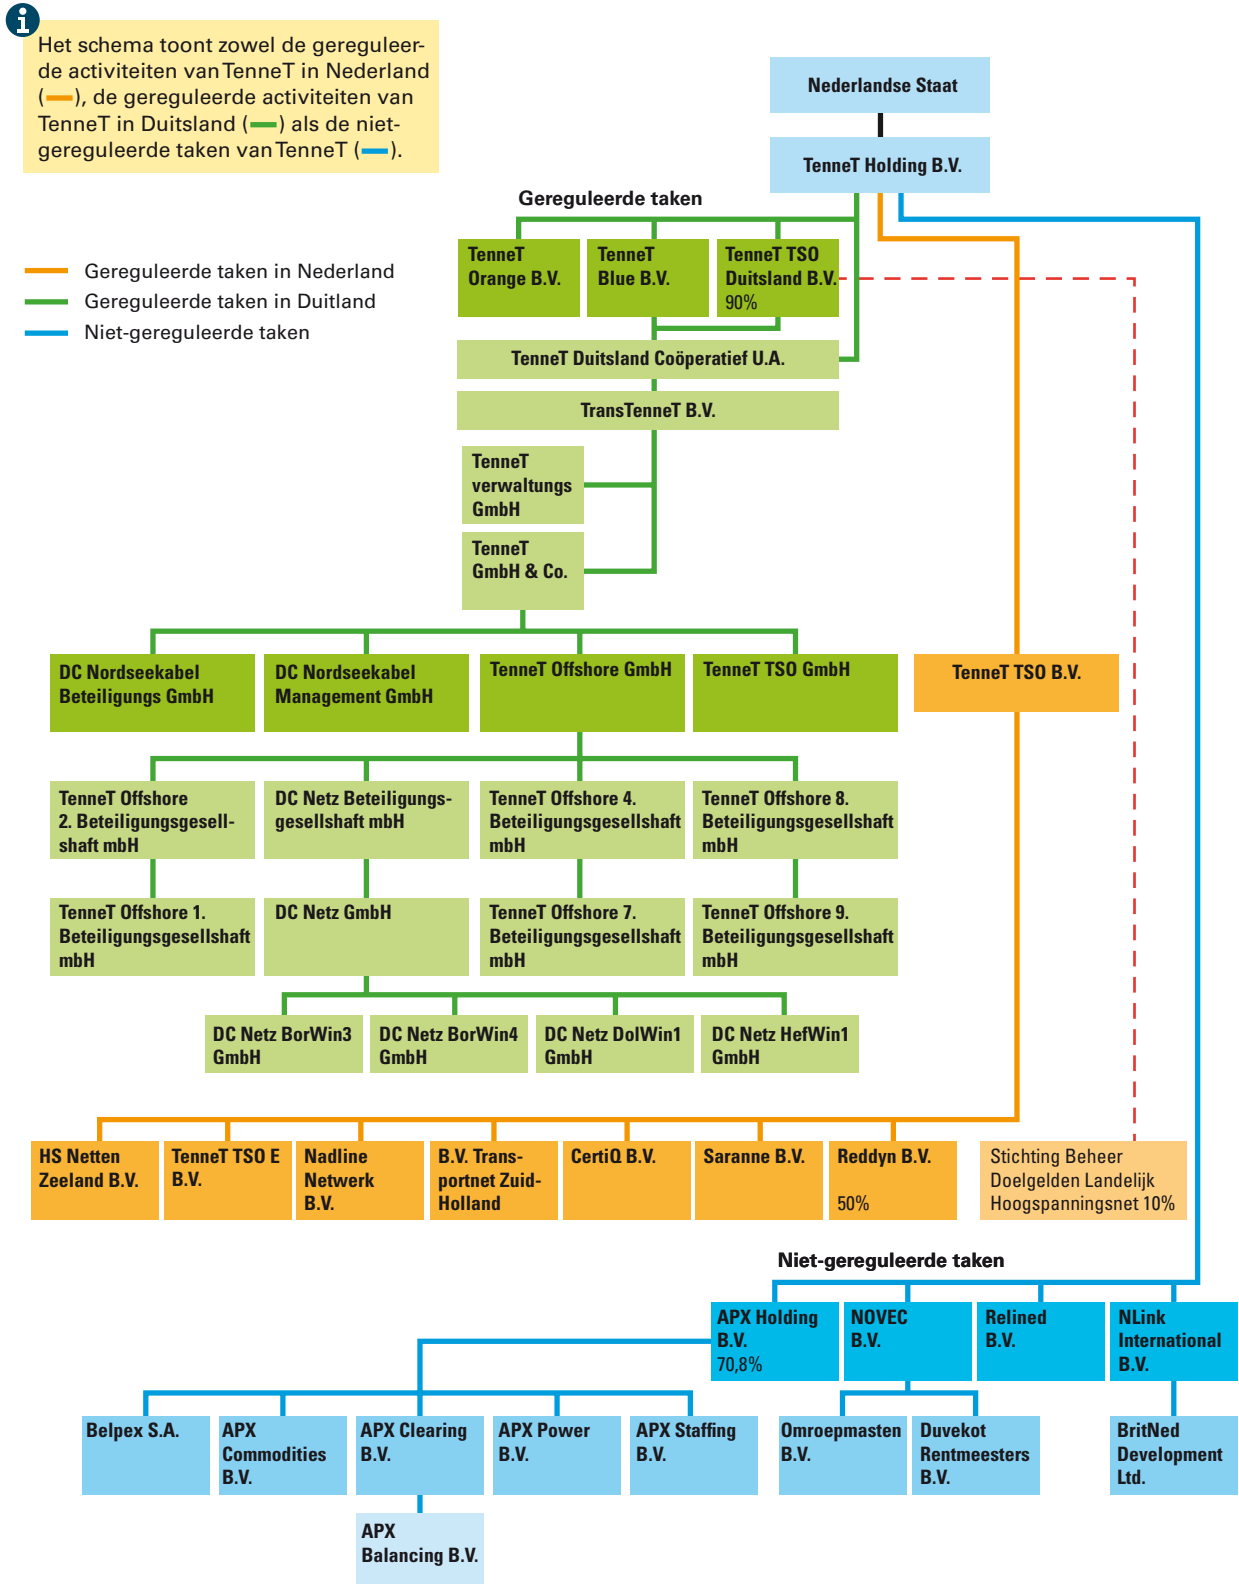 Het schema toont zowel de gereguleer-
de activiteiten van TenneT in Nederland
(—), de gereguleerde activiteiten van
TenneT in Duitsland (—) als de niet-
gereguleerde taken van TenneT (—).
Nederlandse Staat
TenneT Holding B.V.
Gereguleerde taken
Gereguleerde taken in Nederland
Gereguleerde taken in Duitland
Niet-gereguleerde taken
TenneT
Orange B.V.
TenneT
Blue B.V.
TenneT TSO
Duitsland B.V.
90%
TenneT Duitsland Coöperatief U.A.
TransTenneT B.V.
TenneT
verwaltungs
GmbH
TenneT
GmbH & Co.
DC Nordseekabel
Beteiligungs GmbH
DC Nordseekabel
Management GmbH
TenneT Offshore GmbH
TenneT TSO GmbH
TenneT TSO B.V.
TenneT Offshore
2. Beteiligungsgesell-
shaft mbH
DC Netz Beteiligungs-
gesellshaft mbH
TenneT Offshore 4.
Beteiligungsgesellshaft
mbH
TenneT Offshore 8.
Beteiligungsgesellshaft
mbH
TenneT Offshore 1.
Beteiligungsgesellshaft
mbH
DC Netz GmbH
TenneT Offshore 7.
Beteiligungsgesellshaft
mbH
TenneT Offshore 9.
Beteiligungsgesellshaft
mbH
DC Netz BorWin3
GmbH
DC Netz BorWin4
GmbH
DC Netz DolWin1
GmbH
DC Netz HefWin1
GmbH
HS Netten
Zeeland B.V.
TenneT TSO E
B.V.
Nadline
Netwerk
B.V.
B.V. Trans-
portnet Zuid-
Holland
CertiQ B.V.
Saranne B.V.
Reddyn B.V.
50%
Stichting Beheer
Doelgelden Landelijk
Hoogspanningsnet 10%
Niet-gereguleerde taken
APX Holding
B.V.
70,8%
NOVEC
B.V.
Relined
B.V.
NLink
International
B.V.
Belpex S.A.
APX
Commodities
B.V.
APX Clearing
B.V.
APX Power
B.V.
APX Staffing
B.V.
Omroepmasten
B.V.
Duvekot
Rentmeesters
B.V.
BritNed
Development
Ltd.
APX
Balancing B.V.